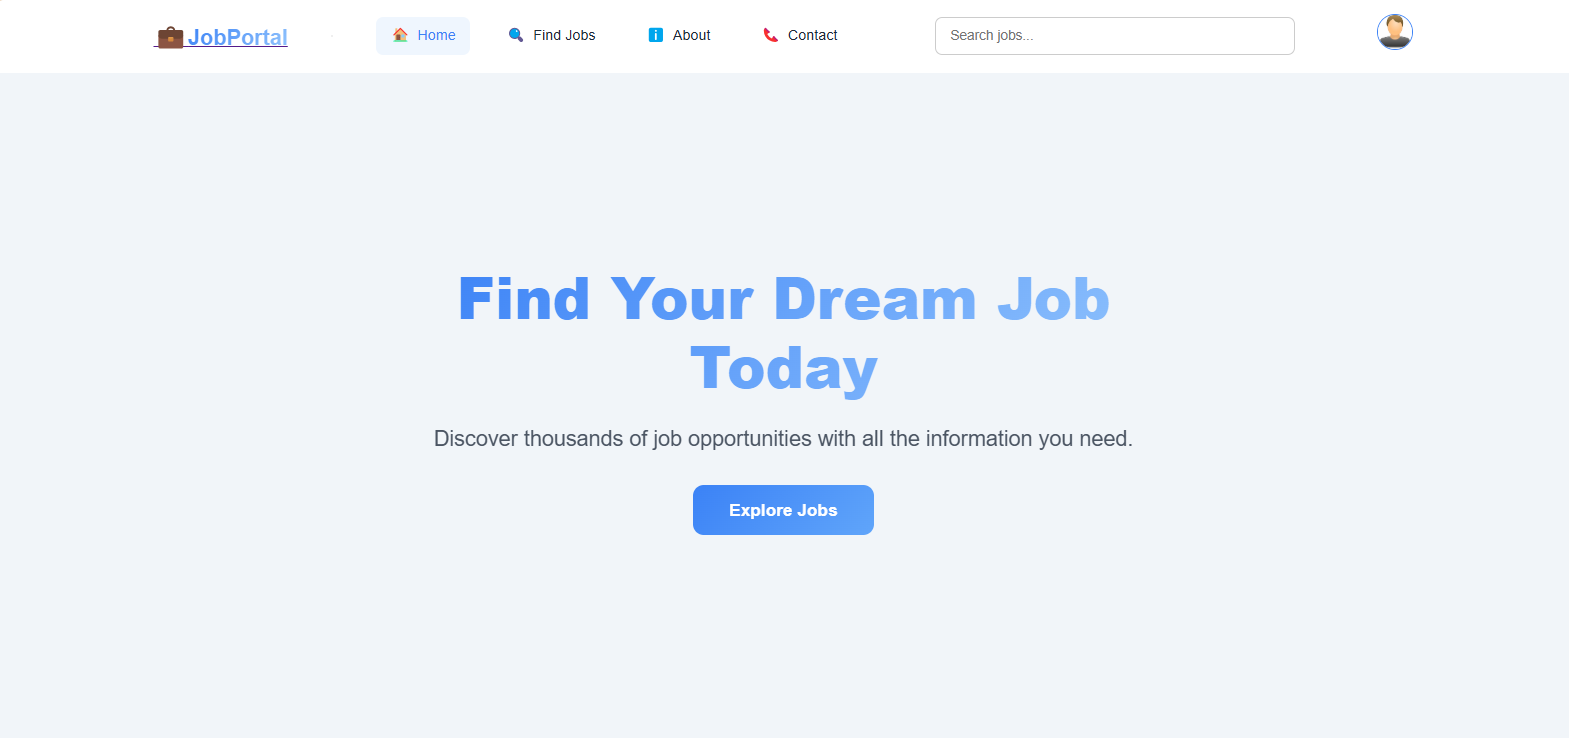 JobPortal
Home
Find Jobs
About
Contact
Search jobs...
Find Your Dream Job
Today
Discover thousands of job opportunities with all the information you need.
Explore Jobs